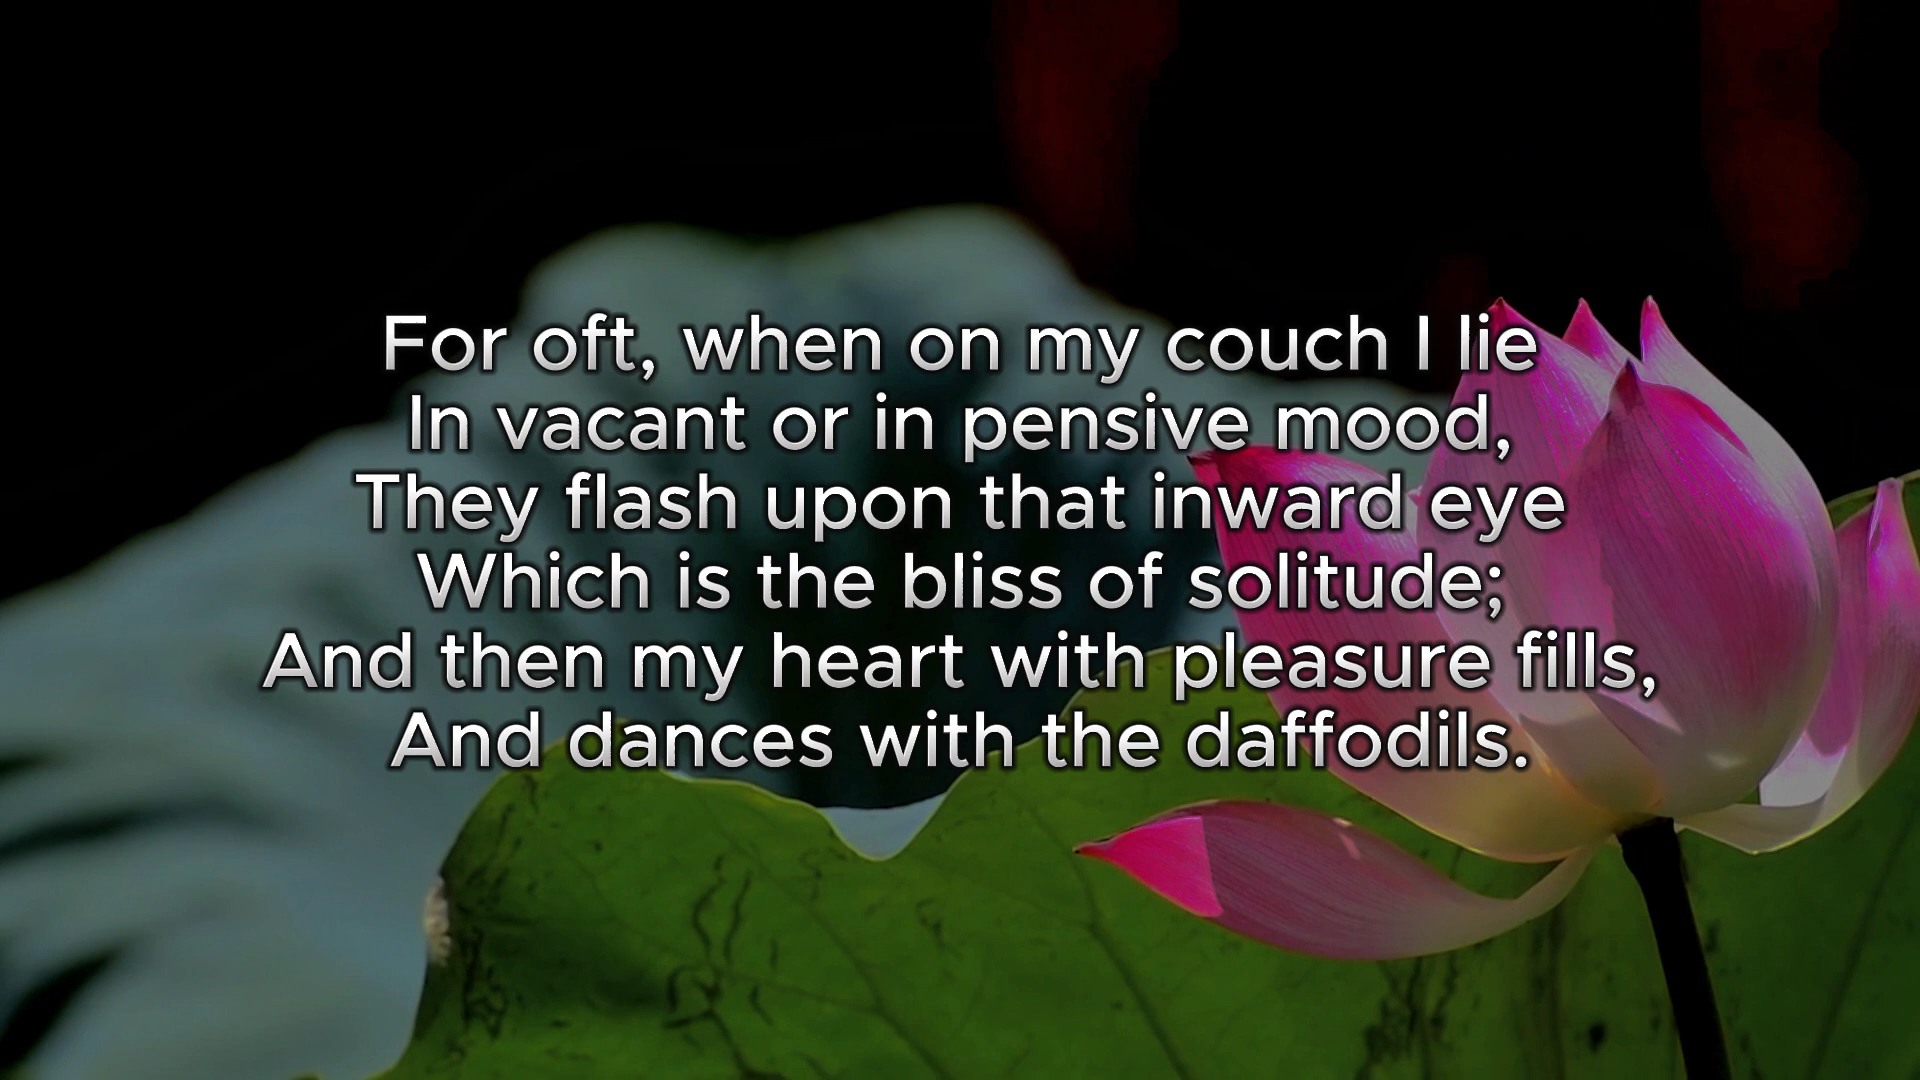 For oft, when on my couch I lie
In vacant or in pensive mood,
They flash upon that inward eye
Which is the bliss of solitude;
And then my heart with pleasure fills,
And dances with the daffodils.